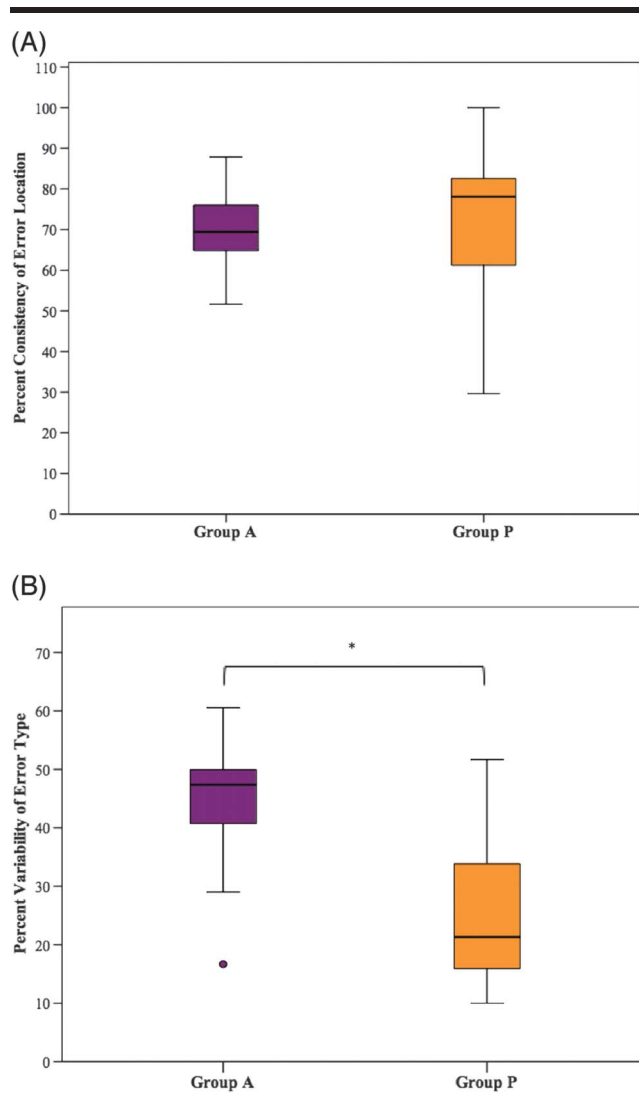 (A)
Percent Consistency of Error Location
110
100
90
80
70
60
50
40
30
20
10
0
Group A
Group P
(B)
Percent Variability of Error Type
70
60
50
40
30
20
10
0
*
Group A
Group P